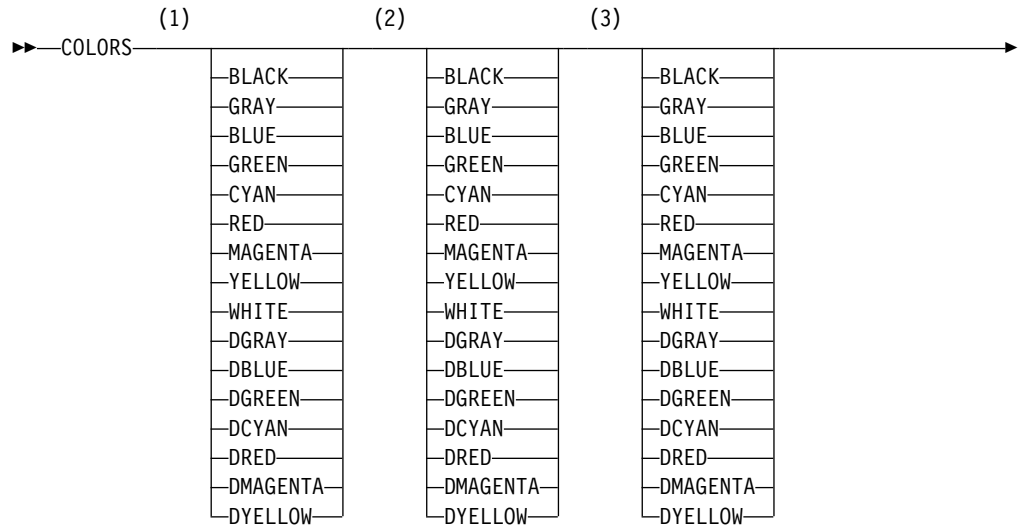 (1) (2) (3)
COLORS
BLACK BLACK BLACK
GRAY GRAY GRAY
BLUE BLUE BLUE
GREEN GREEN GREEN
CYAN CYAN CYAN
RED RED RED
MAGENTA MAGENTA MAGENTA
YELLOW YELLOW YELLOW
WHITE WHITE WHITE
DGRAY DGRAY DGRAY
DBLUE DBLUE DBLUE
DGREEN DGREEN DGREEN
DCYAN DCYAN DCYAN
DRED DRED DRED
DMAGENTA DMAGENTA DMAGENTA
DYELLOW DYELLOW DYELLOW